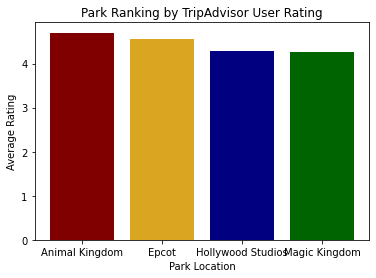 Park Ranking by TripAdvisor User Rating
Average Rating
4
3
2
1
0
Animal Kingdom Epcot Hollywood Studios Magic Kingdom
Park Location